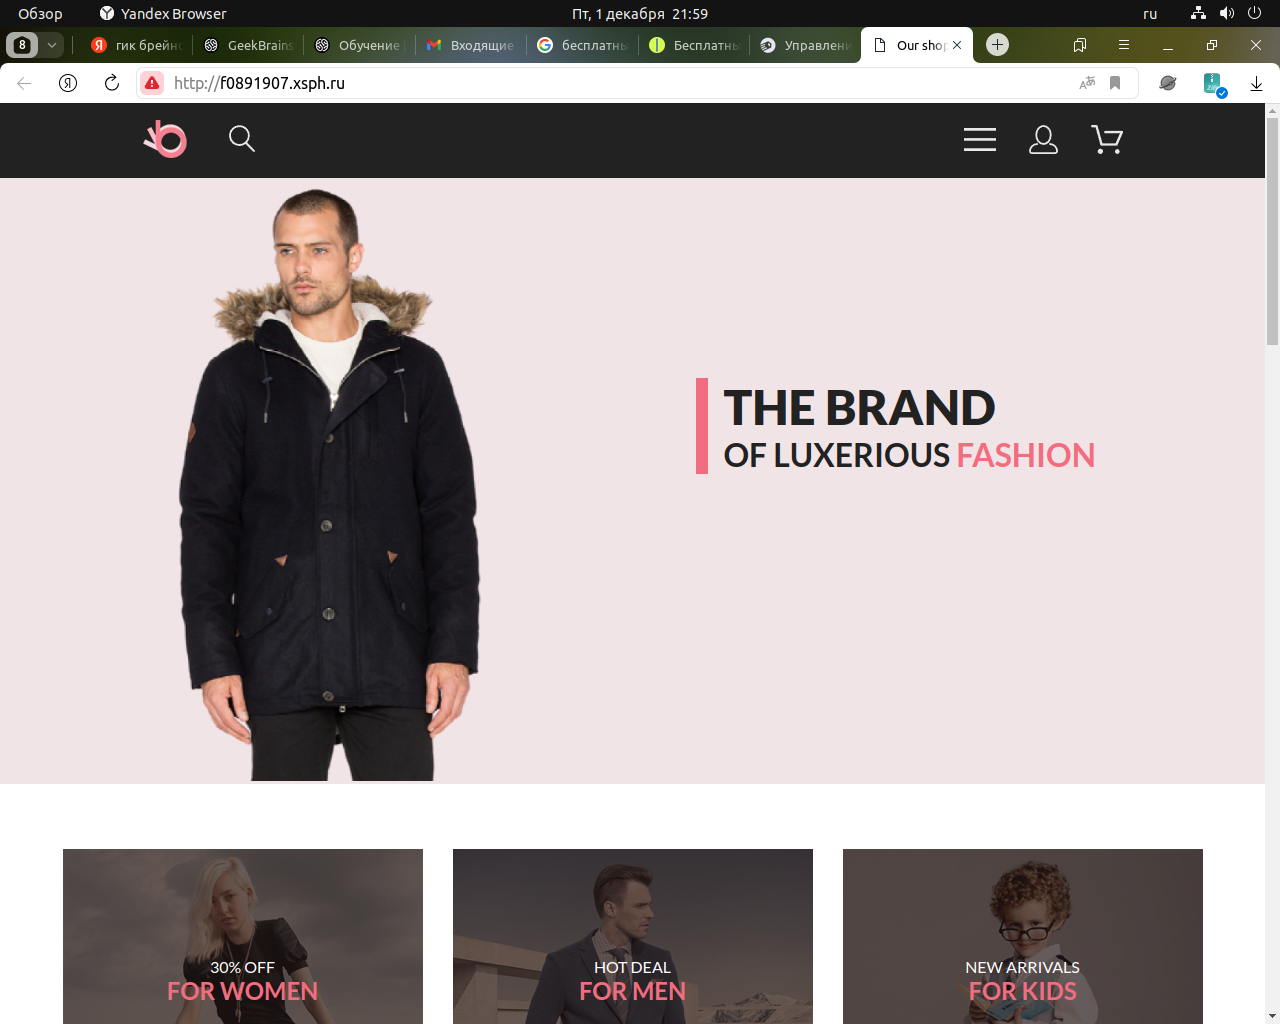 Обзор
Yandex Browser
Пт, 1 декабря 21:59
ru
8
гик брейн
GeekBrains
Обучение
Входящие
бесплатны
Бесплатны
Управлени
Our shop
http://f0891907.xsph.ru
THE BRAND
OF LUXERIOUS FASHION
30% OFF
FOR WOMEN
HOT DEAL
FOR MEN
NEW ARRIVALS
FOR KIDS